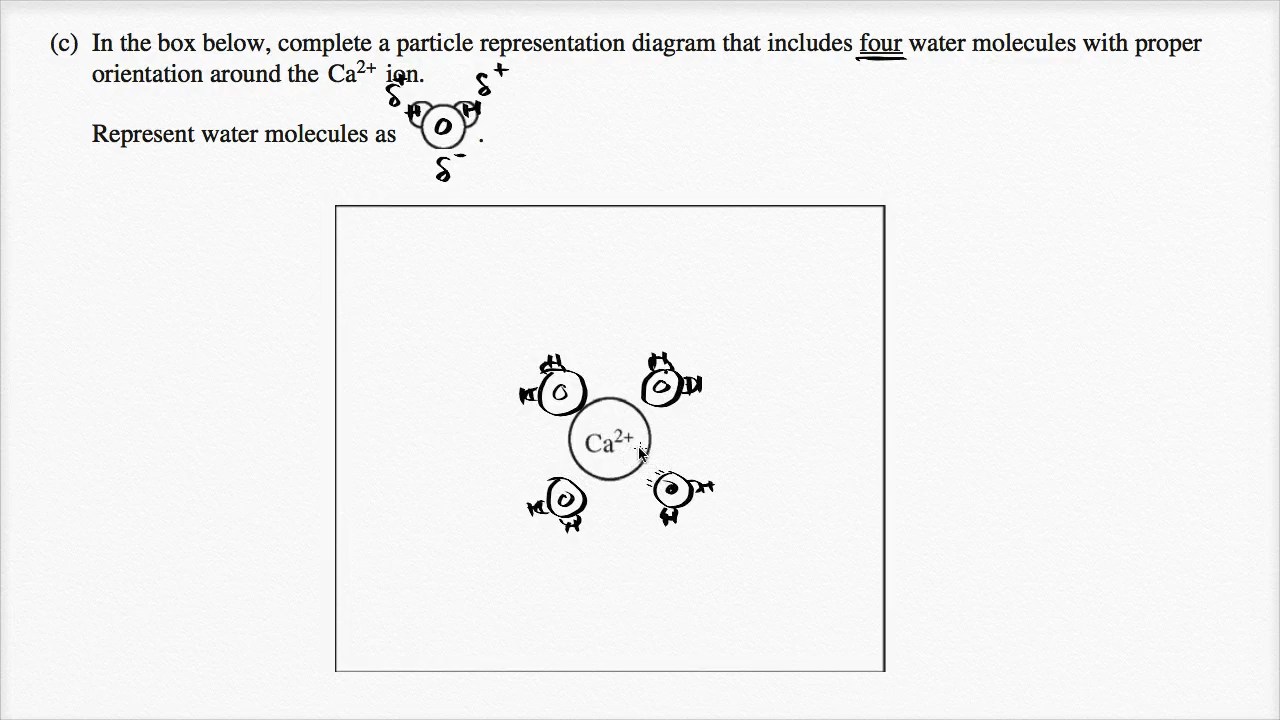 (c) In the box below, complete a particle representation diagram that includes four water molecules with proper
orientation around the Ca²⁺ ion.
δ⁺ δ⁺
H H
Represent water molecules as O .
δ⁻
H H
H O O H
Ca²⁺
H O O H
H H